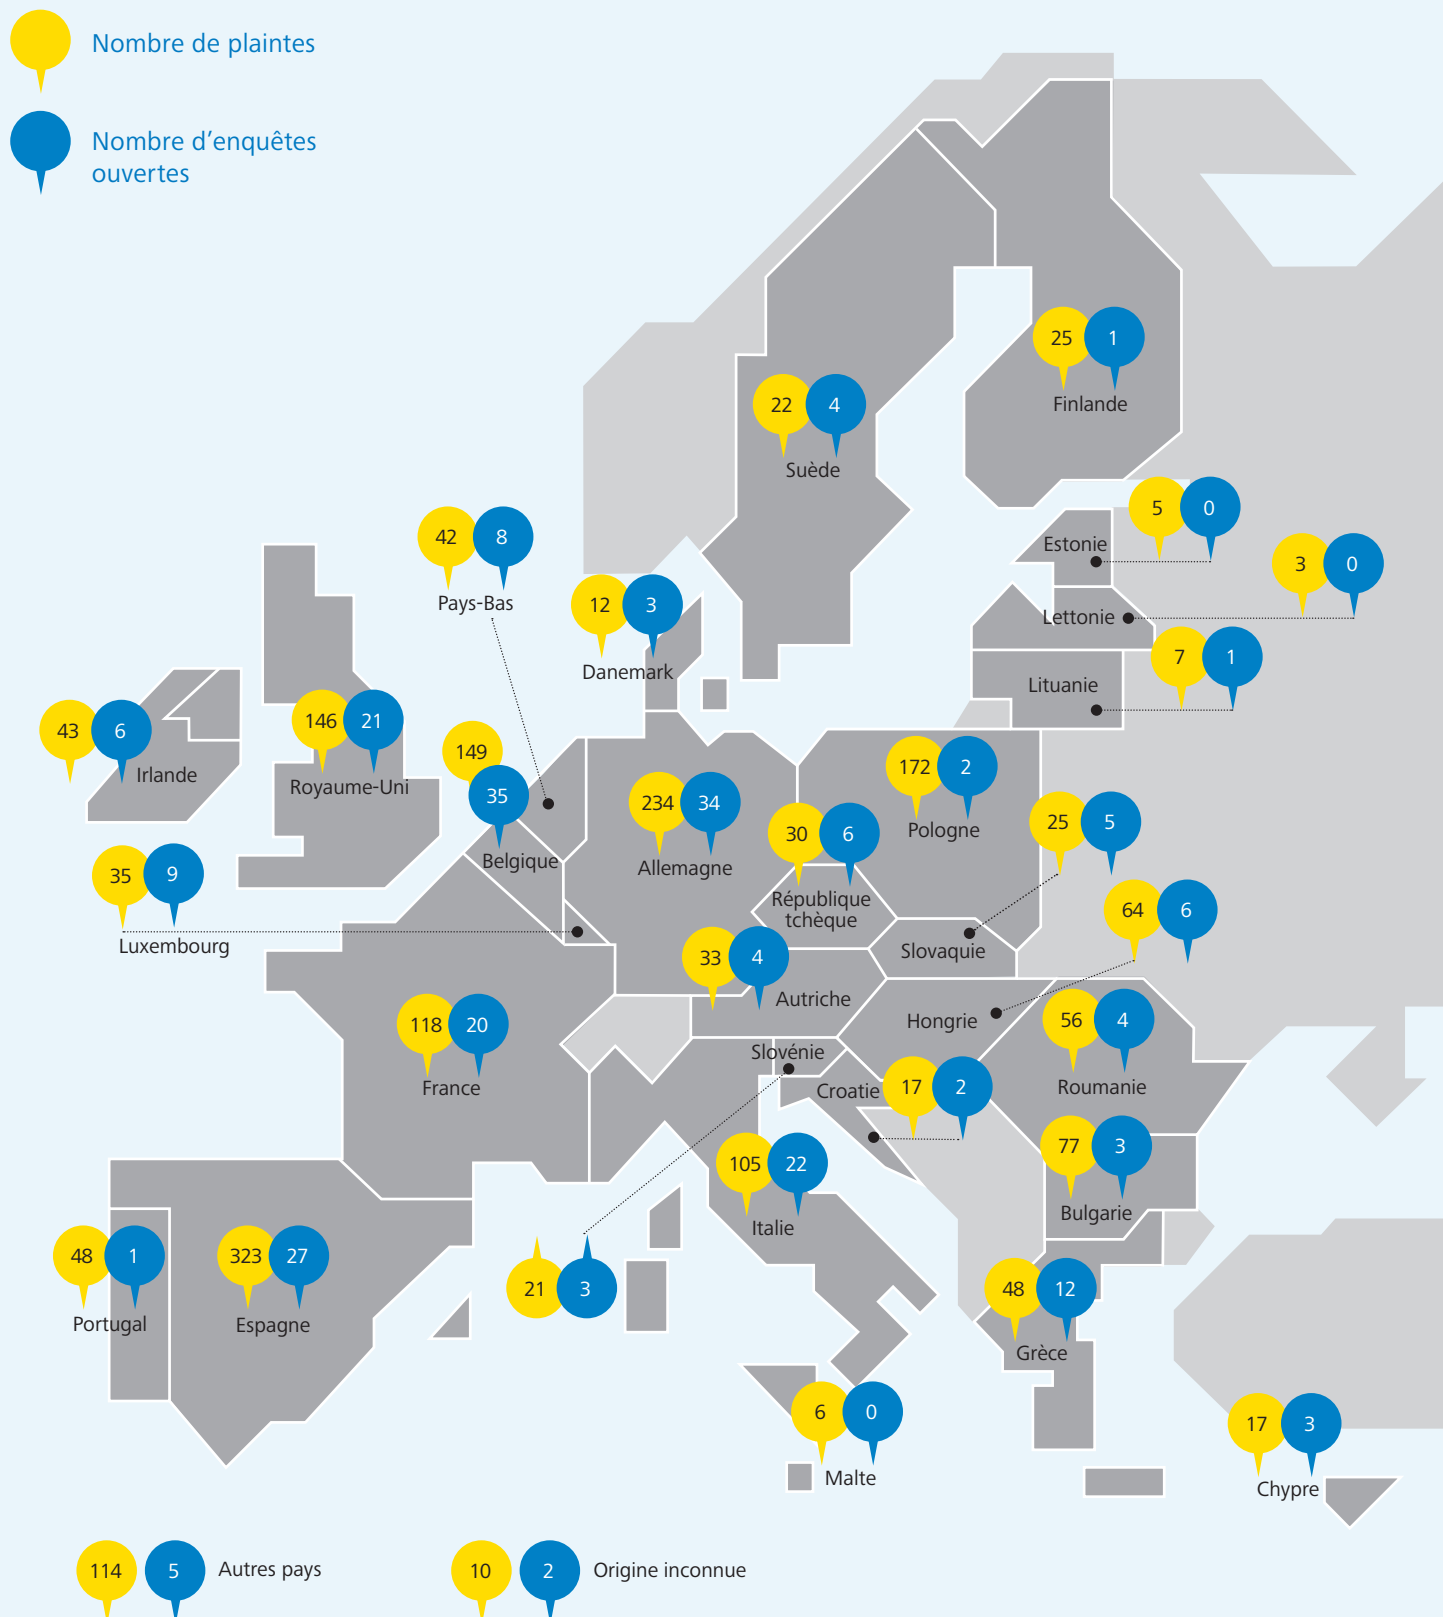 Nombre de plaintes
Nombre d’enquêtes
ouvertes
25 1
Finlande
22 4
Suède
5 0
Estonie
3 0
Lettonie
7 1
Lituanie
42 8
Pays-Bas
12 3
Danemark
43 6
Irlande
146 21
Royaume-Uni
149
35
Belgique
234 34
Allemagne
172 2
Pologne
30 6
République
tchèque
25 5
Slovaquie
35 9
Luxembourg
64 6
Hongrie
33 4
Autriche
118 20
France
56 4
Roumanie
Slovénie
21 3
Croatie
17 2
77 3
Bulgarie
105 22
Italie
48 1
Portugal
323 27
Espagne
48 12
Grèce
6 0
Malte
17 3
Chypre
114 5 Autres pays
10 2 Origine inconnue